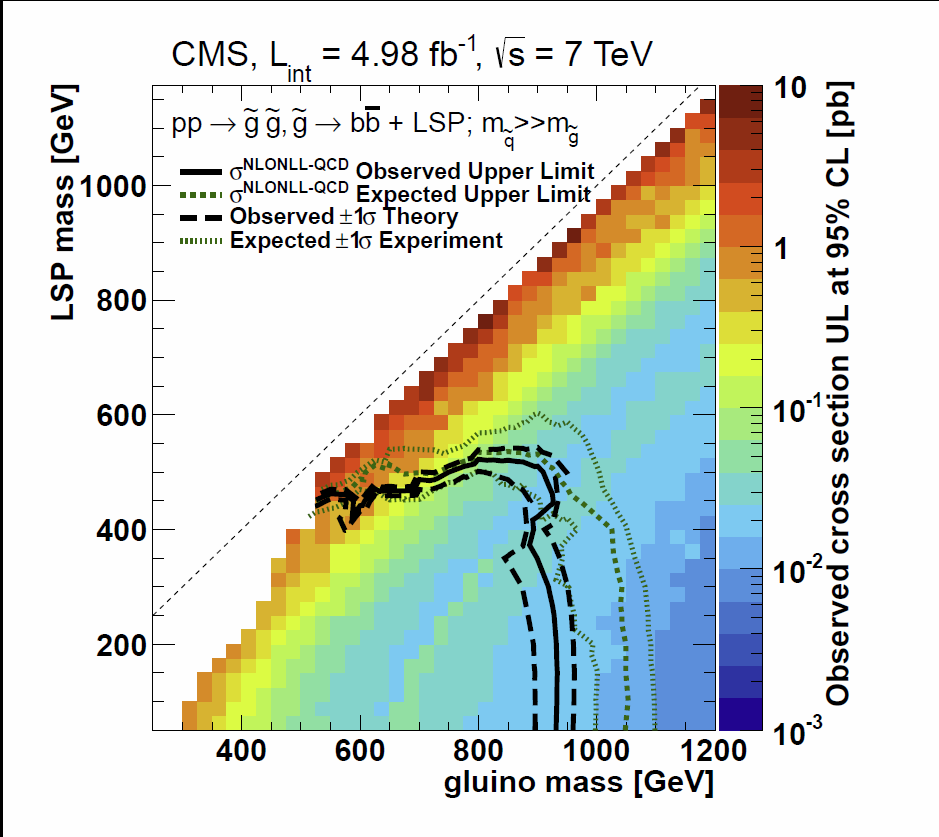 CMS, L_int = 4.98 fb⁻¹, √s = 7 TeV
pp → g̃ g̃, g̃ → bb̅ + LSP; m_q̃>>m_g̃
σ^NLONLL-QCD Observed Upper Limit
σ^NLONLL-QCD Expected Upper Limit
Observed ±1σ Theory
Expected ±1σ Experiment
LSP mass [GeV]
1000
800
600
400
200
400 600 800 1000 1200
gluino mass [GeV]
10
1
10⁻¹
10⁻²
10⁻³
Observed cross section UL at 95% CL [pb]